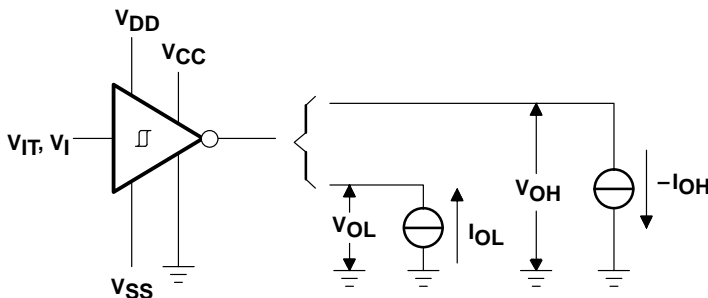 VDD
VCC
VIT, VI
VOH
–IOH
VOL
IOL
VSS